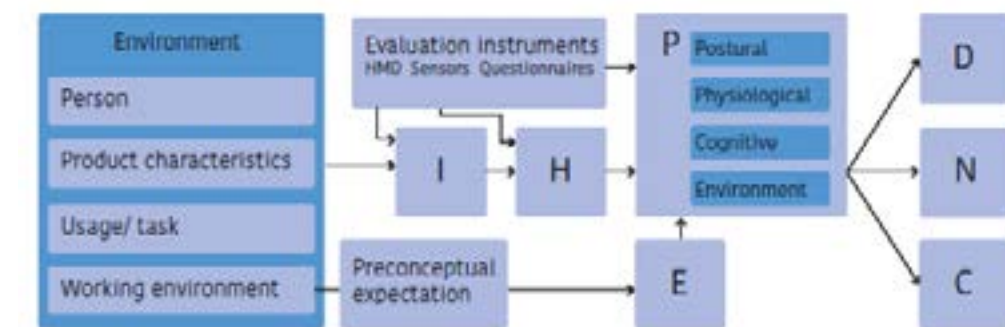 Environment
Person
Product characteristics
Usage/ task
Working environment
Evaluation instruments
HMD Sensors Questionnaires
I
H
Preconceptual
expectation
E
P
Postural
Physiological
Cognitive
Environment
D
N
C